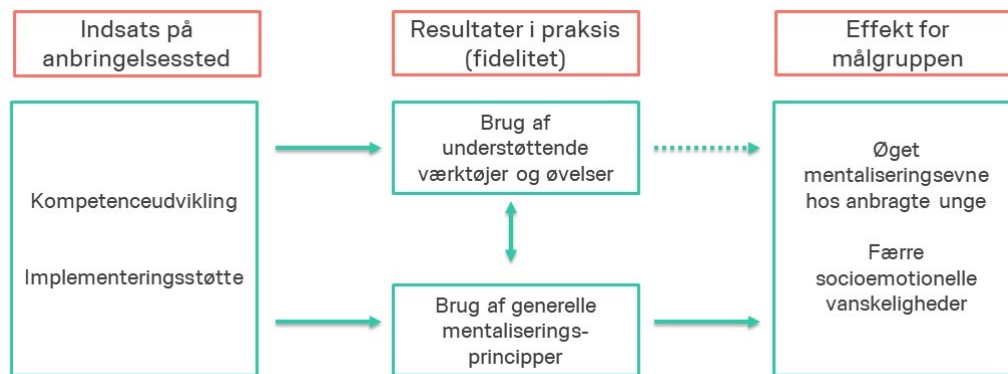 Indsats på
anbringelsessted
Resultater i praksis
(fidelitet)
Effekt for
målgruppen
Kompetenceudvikling
Implementeringsstøtte
Brug af
understøttende
værktøjer og øvelser
Brug af generelle
mentaliserings-
principper
Øget
mentaliseringsevne
hos anbragte unge
Færre
socioemotionelle
vanskeligheder